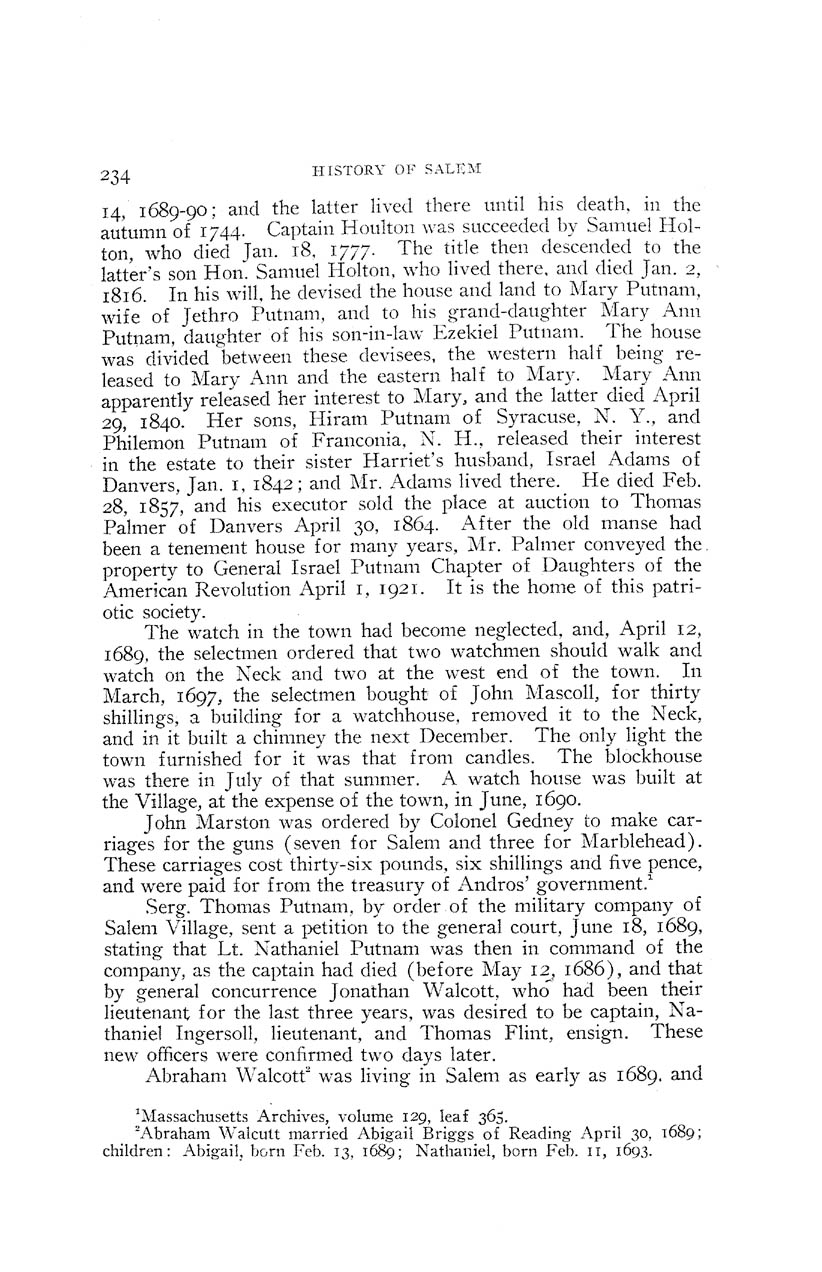 234 HISTORY OF SALEM
14, 1689-90; and the latter lived there until his death, in the
autumn of 1744. Captain Houlton was succeeded by Samuel Hol-
ton, who died Jan. 18, 1777. The title then descended to the
latter's son Hon. Samuel Holton, who lived there, and died Jan. 2,
1816. In his will, he devised the house and land to Mary Putnam,
wife of Jethro Putnam, and to his grand-daughter Mary Ann
Putnam, daughter of his son-in-law Ezekiel Putnam. The house
was divided between these devisees, the western half being re-
leased to Mary Ann and the eastern half to Mary. Mary Ann
apparently released her interest to Mary, and the latter died April
29, 1840. Her sons, Hiram Putnam of Syracuse, N. Y., and
Philemon Putnam of Franconia, N. H., released their interest
in the estate to their sister Harriet's husband, Israel Adams of
Danvers, Jan. 1, 1842; and Mr. Adams lived there. He died Feb.
28, 1857, and his executor sold the place at auction to Thomas
Palmer of Danvers April 30, 1864. After the old manse had
been a tenement house for many years, Mr. Palmer conveyed the
property to General Israel Putnam Chapter of Daughters of the
American Revolution April 1, 1921. It is the home of this patri-
otic society.
The watch in the town had become neglected, and, April 12,
1689, the selectmen ordered that two watchmen should walk and
watch on the Neck and two at the west end of the town. In
March, 1697, the selectmen bought of John Mascoll, for thirty
shillings, a building for a watchhouse, removed it to the Neck,
and in it built a chimney the next December. The only light the
town furnished for it was that from candles. The blockhouse
was there in July of that summer. A watch house was built at
the Village, at the expense of the town, in June, 1690.
John Marston was ordered by Colonel Gedney to make car-
riages for the guns (seven for Salem and three for Marblehead).
These carriages cost thirty-six pounds, six shillings and five pence,
and were paid for from the treasury of Andros' government.¹
Serg. Thomas Putnam, by order of the military company of
Salem Village, sent a petition to the general court, June 18, 1689,
stating that Lt. Nathaniel Putnam was then in command of the
company, as the captain had died (before May 12, 1686), and that
by general concurrence Jonathan Walcott, who had been their
lieutenant for the last three years, was desired to be captain, Na-
thaniel Ingersoll, lieutenant, and Thomas Flint, ensign. These
new officers were confirmed two days later.
Abraham Walcott² was living in Salem as early as 1689, and
¹Massachusetts Archives, volume 129, leaf 365.
²Abraham Walcutt married Abigail Briggs of Reading April 30, 1689;
children: Abigail, born Feb. 13, 1689; Nathaniel, born Feb. 11, 1693.